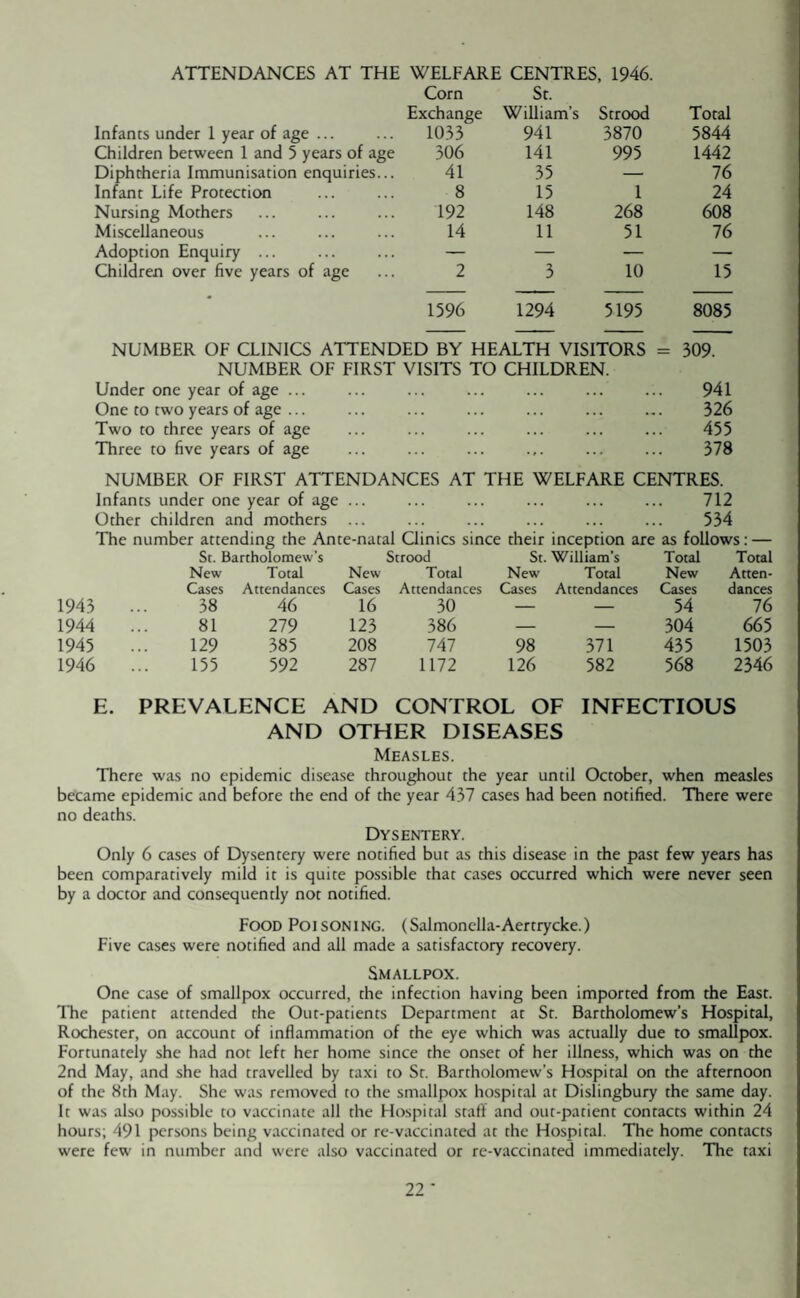 ATTENDANCES AT THE WELFARE CENTRES, 1946.
Corn St.
Exchange William's Strood Total
Infants under 1 year of age ... ... 1033 941 3870 5844
Children between 1 and 5 years of age 306 141 995 1442
Diphtheria Immunisation enquiries... 41 35 — 76
Infant Life Protection ... ... 8 15 1 24
Nursing Mothers ... ... ... 192 148 268 608
Miscellaneous ... ... ... 14 11 51 76
Adoption Enquiry ... ... ... — — — —
Children over five years of age ... 2 3 10 15
1596 1294 5195 8085
NUMBER OF CLINICS ATTENDED BY HEALTH VISITORS = 309.
NUMBER OF FIRST VISITS TO CHILDREN.
Under one year of age ... ... ... ... ... ... ... 941
One to two years of age ... ... ... ... ... ... ... 326
Two to three years of age ... ... ... ... ... ... 455
Three to five years of age ... ... ... ... ... ... 378
NUMBER OF FIRST ATTENDANCES AT THE WELFARE CENTRES.
Infants under one year of age ... ... ... ... ... ... 712
Other children and mothers ... ... ... ... ... ... 534
The number attending the Ante-natal Clinics since their inception are as follows: —
St. Bartholomew's Strood St. William's Total Total
New Total New Total New Total New Atten-
Cases Attendances Cases Attendances Cases Attendances Cases dances
1943 ... 38 46 16 30 — — 54 76
1944 ... 81 279 123 386 — — 304 665
1945 ... 129 385 208 747 98 371 435 1503
1946 ... 155 592 287 1172 126 582 568 2346
E. PREVALENCE AND CONTROL OF INFECTIOUS
AND OTHER DISEASES
MEASLES.
There was no epidemic disease throughout the year until October, when measles
became epidemic and before the end of the year 437 cases had been notified. There were
no deaths.
DYSENTERY.
Only 6 cases of Dysentery were notified but as this disease in the past few years has
been comparatively mild it is quite possible that cases occurred which were never seen
by a doctor and consequently not notified.
FOOD POISONING. (Salmonella-Aertrycke.)
Five cases were notified and all made a satisfactory recovery.
SMALLPOX.
One case of smallpox occurred, the infection having been imported from the East.
The patient attended the Out-patients Department at St. Bartholomew's Hospital,
Rochester, on account of inflammation of the eye which was actually due to smallpox.
Fortunately she had not left her home since the onset of her illness, which was on the
2nd May, and she had travelled by taxi to St. Bartholomew's Hospital on the afternoon
of the 8th May. She was removed to the smallpox hospital at Dislingbury the same day.
It was also possible to vaccinate all the Hospital staff and out-patient contacts within 24
hours; 491 persons being vaccinated or re-vaccinated at the Hospital. The home contacts
were few in number and were also vaccinated or re-vaccinated immediately. The taxi
22